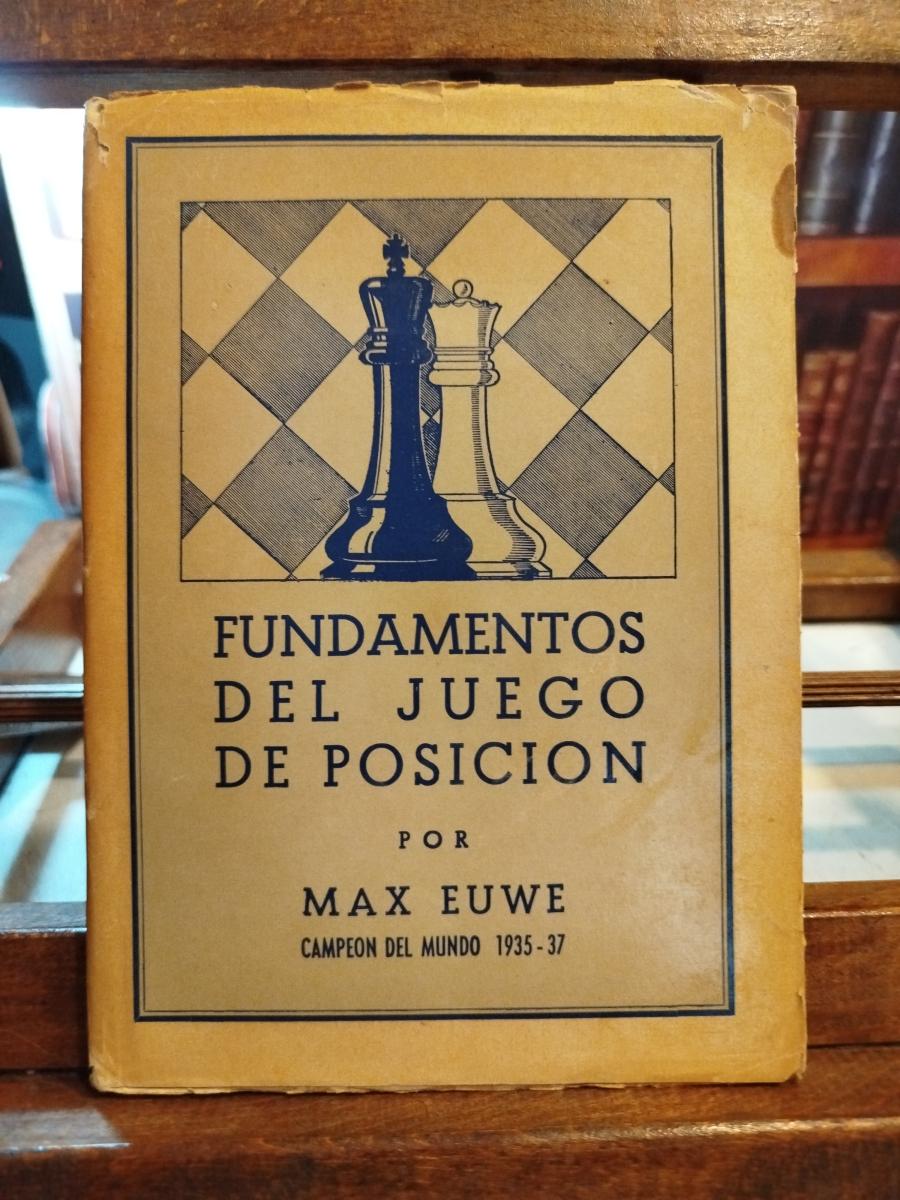 FUNDAMENTOS
DEL JUEGO
DE POSICION
POR
MAX EUWE
CAMPEON DEL MUNDO 1935-37